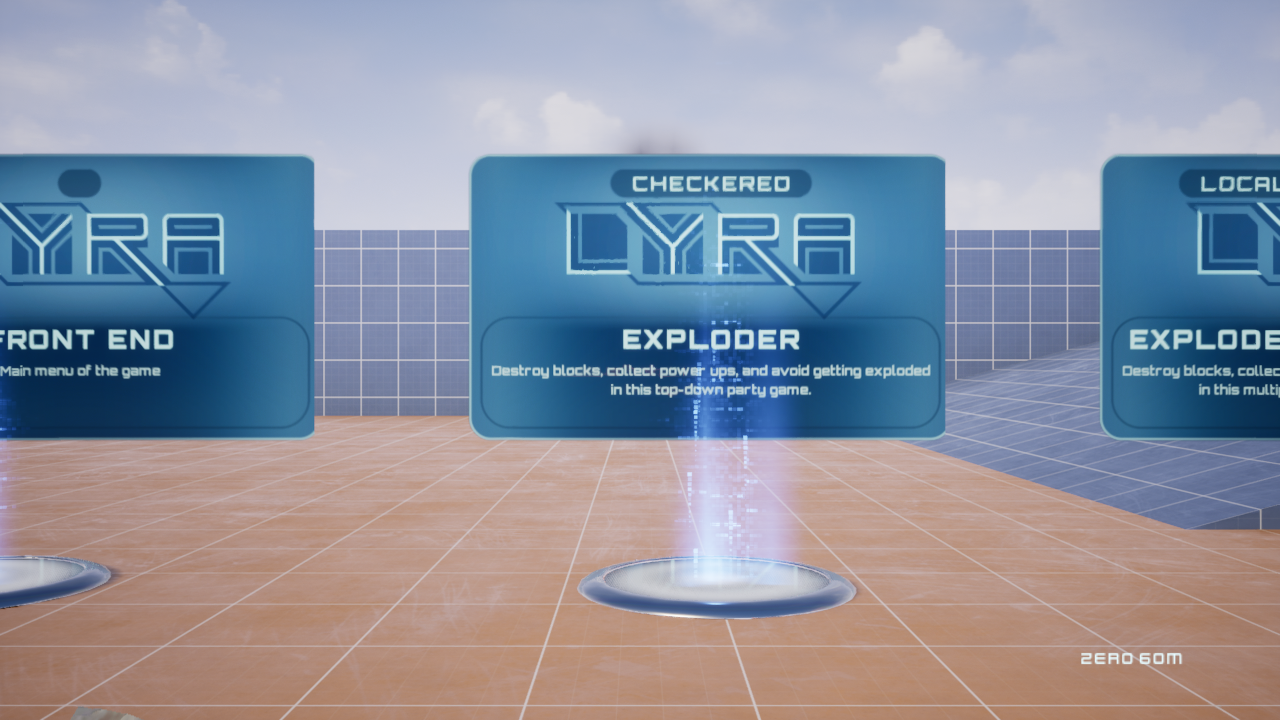 YRA
FRONT END
Main menu of the game
CHECKERED
LYRA
EXPLODER
Destroy blocks, collect power ups, and avoid getting exploded
in this top-down party game.
LOCAL
EXPLODE
Destroy blocks, collec
in this multip
ZERO 60M